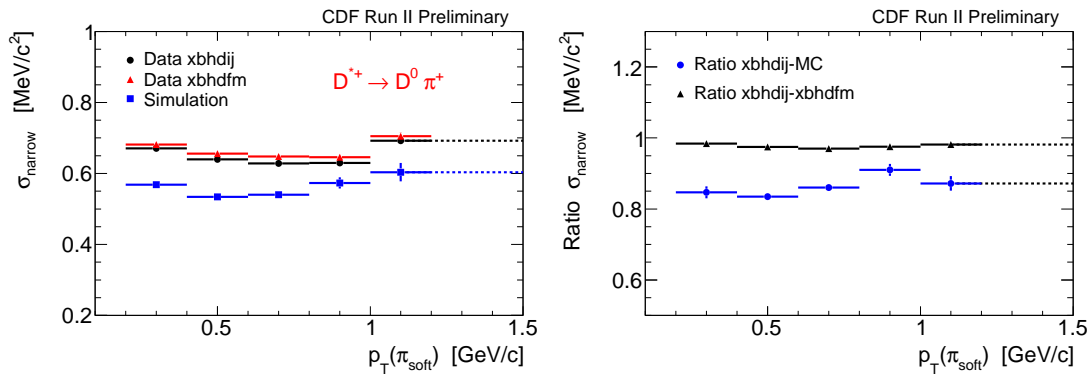 CDF Run II Preliminary
σnarrow [MeV/c²]
1
0.8
0.6
0.4
0.2
Data xbhdij
Data xbhdfm
Simulation
D*+ → D⁰ π⁺
0.5
1
1.5
pT(πsoft) [GeV/c]
CDF Run II Preliminary
Ratio σnarrow [MeV/c²]
1.2
1
0.8
0.6
Ratio xbhdij-MC
Ratio xbhdij-xbhdfm
0.5
1
1.5
pT(πsoft) [GeV/c]